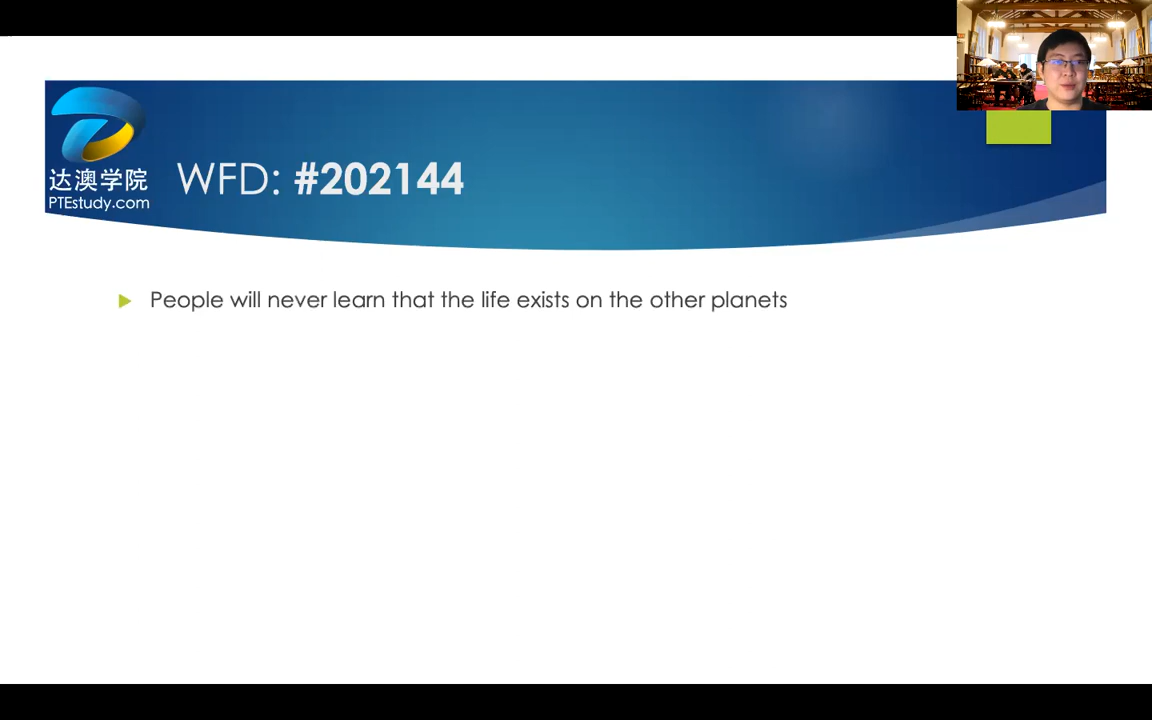 达澳学院
PTEstudy.com
WFD: #202144
People will never learn that the life exists on the other planets